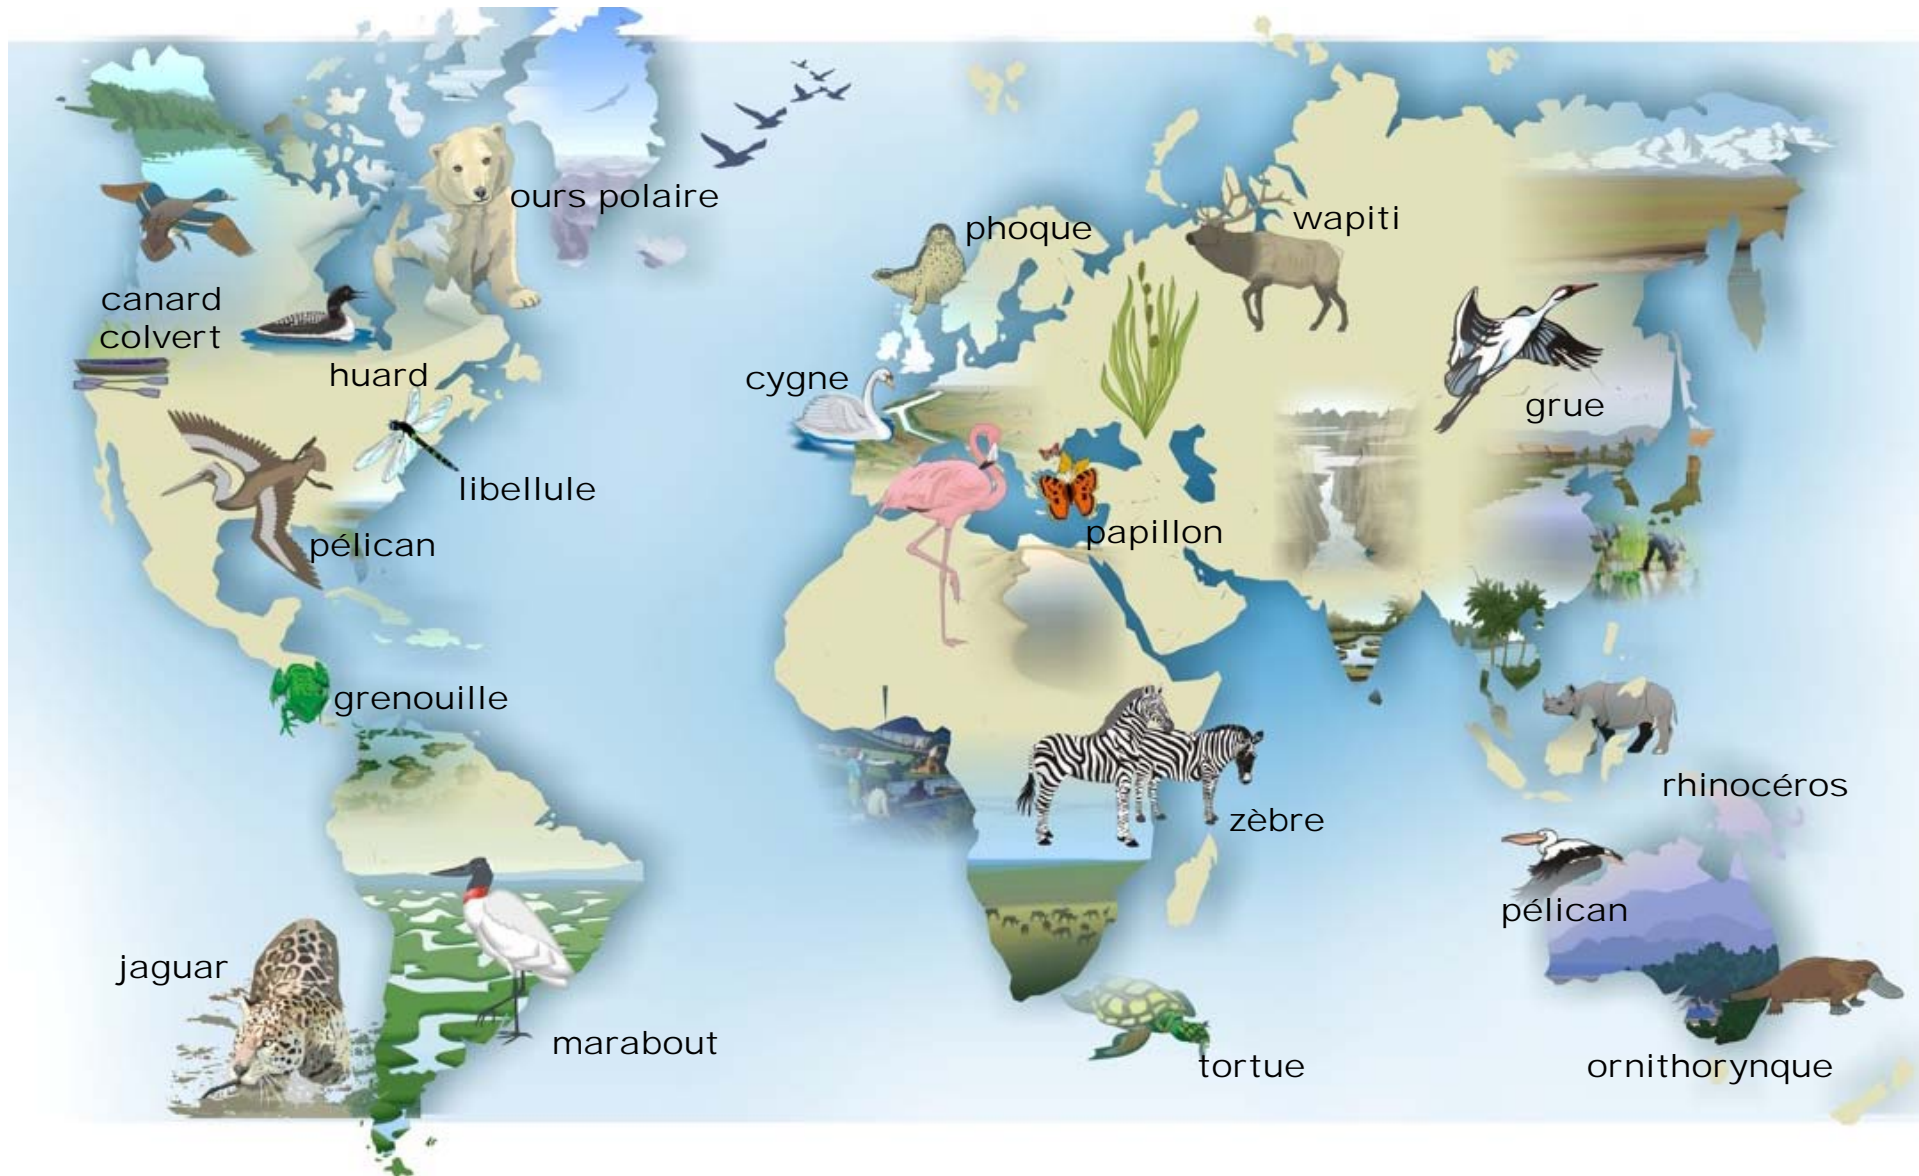 ours polaire
phoque
wapiti
canard
colvert
huard
cygne
grue
libellule
papillon
pélican
grenouille
rhinocéros
zèbre
pélican
jaguar
marabout
tortue
ornithorynque